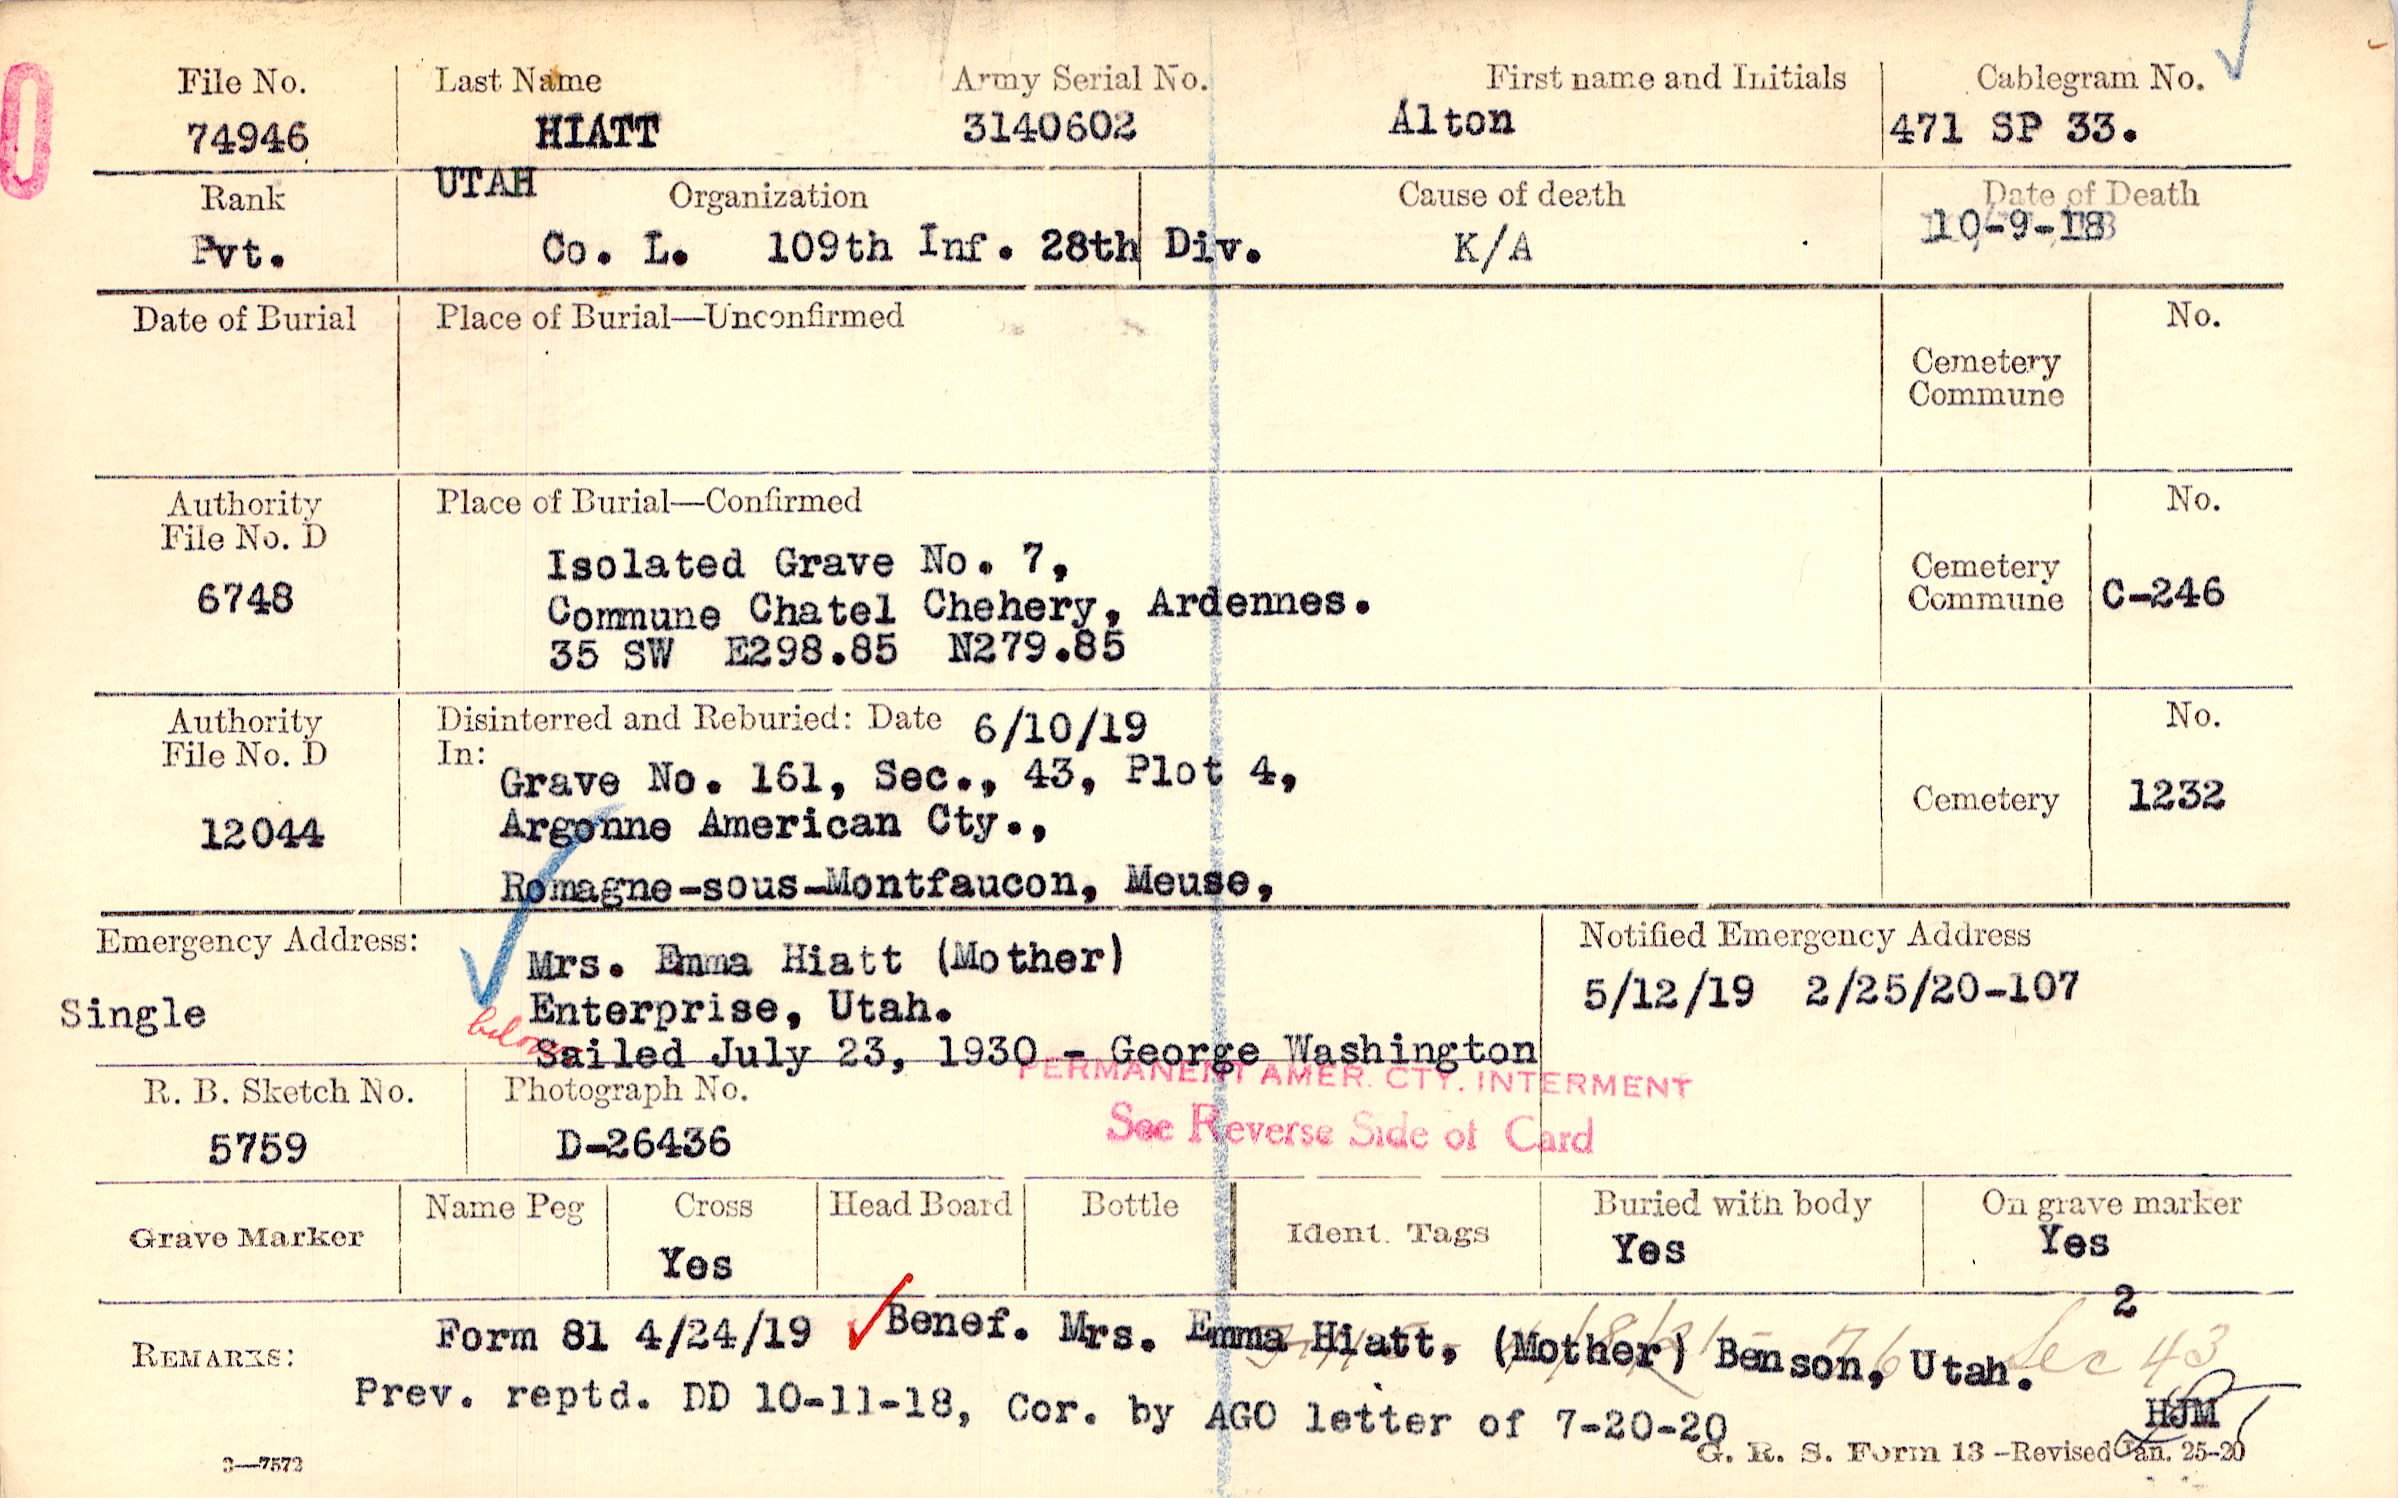 File No. Last Name Army Serial No. First name and Initials Cablegram No.
74946 HIATT 3140602 Alton 471 SP 33.
UTAH
Rank Organization Cause of death Date of Death
Pvt. Co. L. 109th Inf. 28th Div. K/A 10-9-18
Date of Burial Place of Burial—Unconfirmed No.
Cemetery
Commune
Authority Place of Burial—Confirmed No.
File No. D
6748 Isolated Grave No. 7, Cemetery
Commune Chatel Chehery, Ardennes. Commune C-246
35 SW E298.85 N279.85
Authority Disinterred and Reburied: Date 6/10/19 No.
File No. D In:
Grave No. 161, Sec., 43, Plot 4,
12044 Argonne American Cty., Cemetery 1232
Romagne-sous-Montfaucon, Meuse,
Emergency Address: Mrs. Emma Hiatt (Mother) Notified Emergency Address
Single Enterprise, Utah. 5/12/19 2/25/20-107
Sailed July 23, 1930 - George Washington
PERMANENT AMER. CTY. INTERMENT
R. B. Sketch No. Photograph No. See Reverse Side of Card
5759 D-26436
Grave Marker Name Peg Cross Head Board Bottle Ident. Tags Buried with body On grave marker
Yes Yes Yes
2
REMARKS: Form 81 4/24/19 Benef. Mrs. Emma Hiatt, (Mother) Benson, Utah.
Sec 43
Prev. reptd. DD 10-11-18, Cor. by AGO letter of 7-20-20
HJM
3—7572 G. R. S. Form 13 -Revised Jan. 25-20